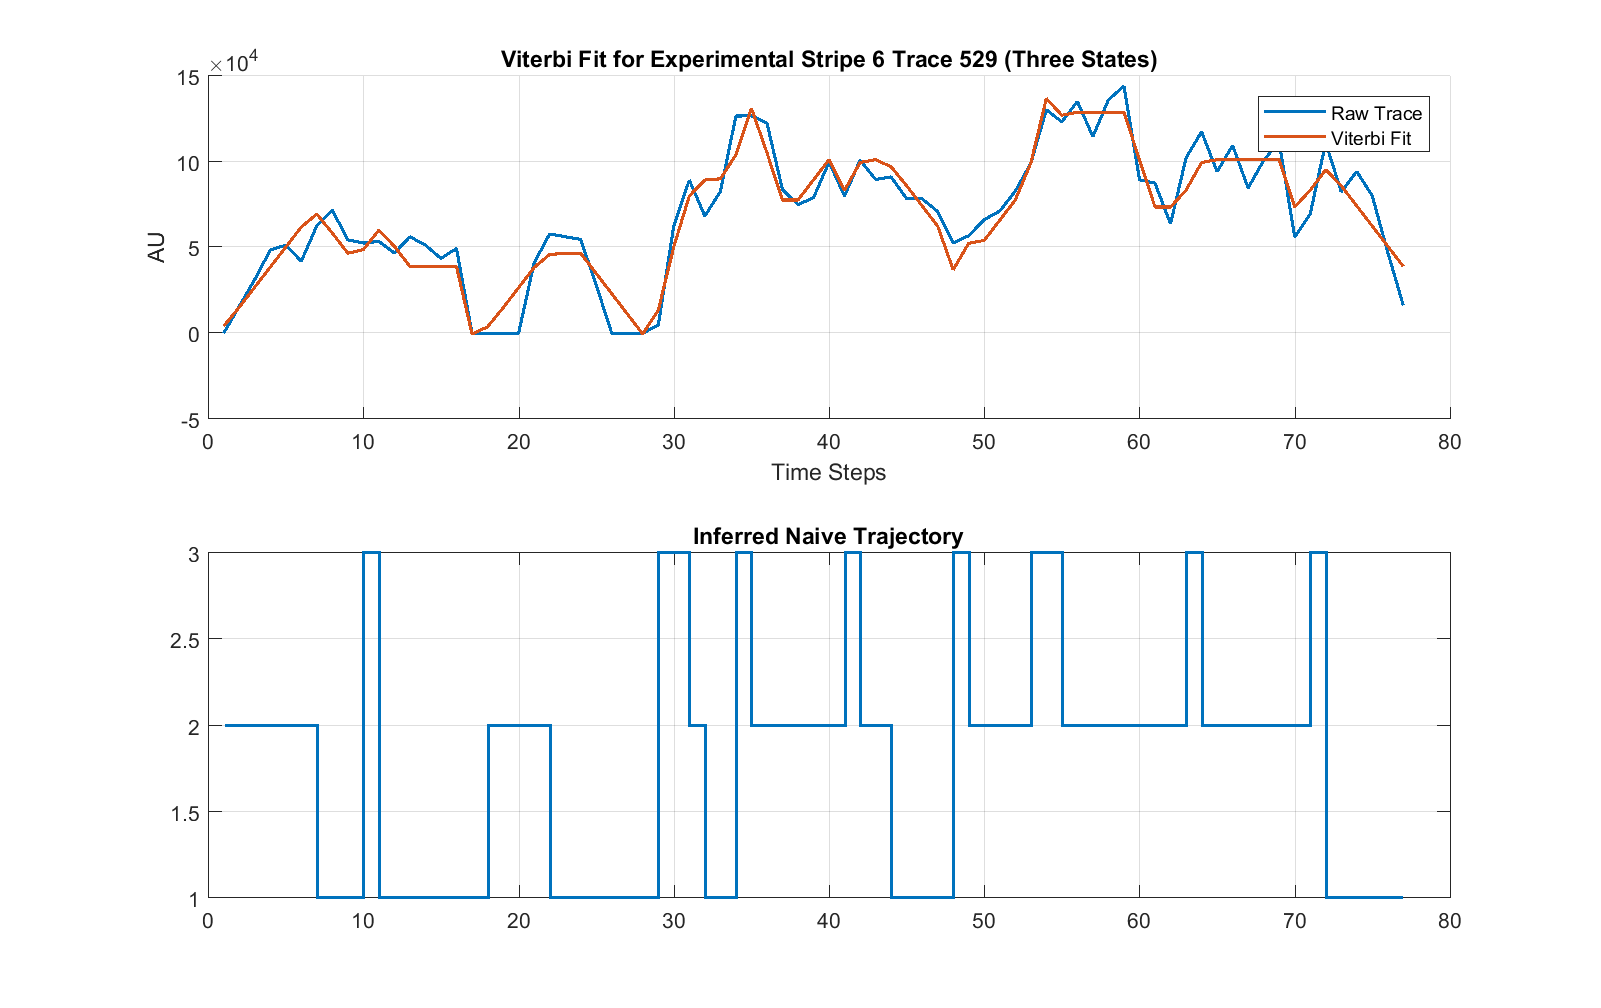 Viterbi Fit for Experimental Stripe 6 Trace 529 (Three States)
×10⁴
15
10
5
0
-5
AU
Raw Trace
Viterbi Fit
0 10 20 30 40 50 60 70 80
Time Steps
Inferred Naive Trajectory
3
2.5
2
1.5
1
0 10 20 30 40 50 60 70 80